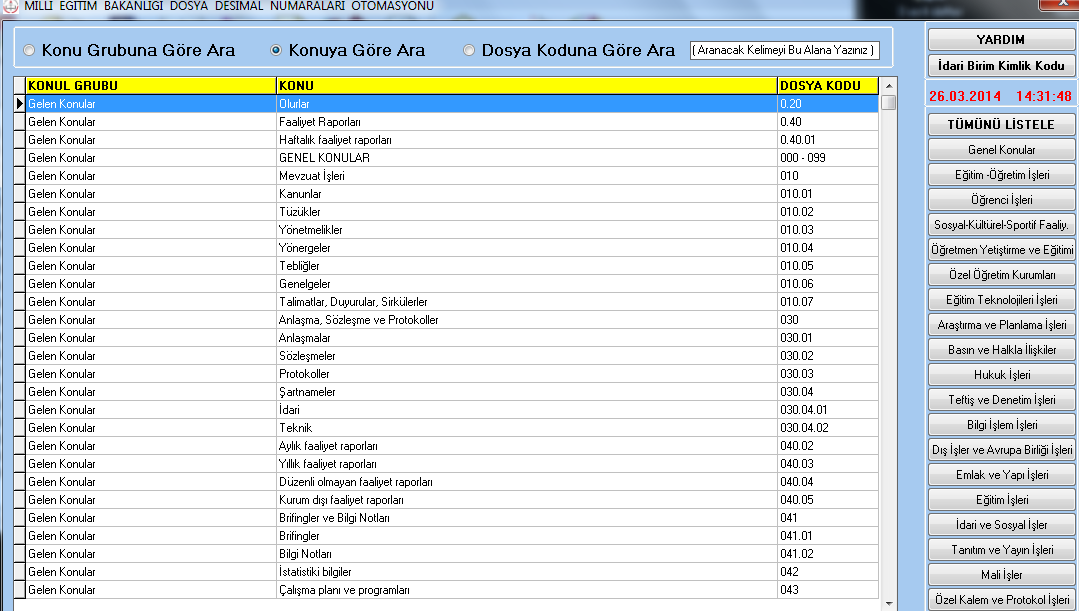 MİLLİ EĞİTİM BAKANLIĞI DOSYA DESİMAL NUMARALARI OTOMASYONU
X
Konu Grubuna Göre Ara Konuya Göre Ara Dosya Koduna Göre Ara ( Aranacak Kelimeyi Bu Alana Yazınız )
KONUL GRUBU KONU DOSYA KODU
Gelen Konular Olurlar 0.20
Gelen Konular Faaliyet Raporları 0.40
Gelen Konular Haftalık faaliyet raporları 0.40.01
Gelen Konular GENEL KONULAR 000 - 099
Gelen Konular Mevzuat İşleri 010
Gelen Konular Kanunlar 010.01
Gelen Konular Tüzükler 010.02
Gelen Konular Yönetmelikler 010.03
Gelen Konular Yönergeler 010.04
Gelen Konular Tebliğler 010.05
Gelen Konular Genelgeler 010.06
Gelen Konular Talimatlar, Duyurular, Sirkülerler 010.07
Gelen Konular Anlaşma, Sözleşme ve Protokoller 030
Gelen Konular Anlaşmalar 030.01
Gelen Konular Sözleşmeler 030.02
Gelen Konular Protokoller 030.03
Gelen Konular Şartnameler 030.04
Gelen Konular İdari 030.04.01
Gelen Konular Teknik 030.04.02
Gelen Konular Aylık faaliyet raporları 040.02
Gelen Konular Yıllık faaliyet raporları 040.03
Gelen Konular Düzenli olmayan faaliyet raporları 040.04
Gelen Konular Kurum dışı faaliyet raporları 040.05
Gelen Konular Brifingler ve Bilgi Notları 041
Gelen Konular Brifingler 041.01
Gelen Konular Bilgi Notları 041.02
Gelen Konular İstatistiki bilgiler 042
Gelen Konular Çalışma planı ve programları 043
YARDIM
İdari Birim Kimlik Kodu
26.03.2014 14:31:48
TÜMÜNÜ LİSTELE
Genel Konular
Eğitim -Öğretim İşleri
Öğrenci İşleri
Sosyal-Kültürel-Sportif Faaliy.
Öğretmen Yetiştirme ve Eğitimi
Özel Öğretim Kurumları
Eğitim Teknolojileri İşleri
Araştırma ve Planlama İşleri
Basın ve Halkla İlişkiler
Hukuk İşleri
Teftiş ve Denetim İşleri
Bilgi İşlem İşleri
Dış İşler ve Avrupa Birliği İşleri
Emlak ve Yapı İşleri
Eğitim İşleri
İdari ve Sosyal İşler
Tanıtım ve Yayın İşleri
Mali İşler
Özel Kalem ve Protokol İşleri